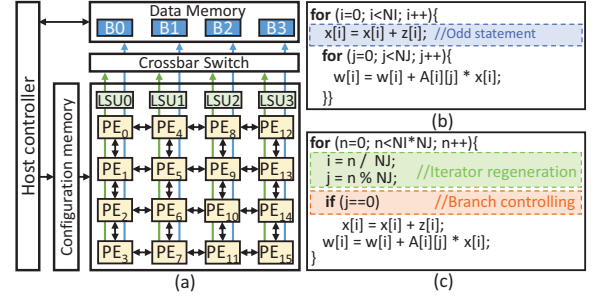 Host controller
Configuration memory
Data Memory
B0 B1 B2 B3
Crossbar Switch
LSU0 LSU1 LSU2 LSU3
PE0 PE4 PE8 PE12
PE1 PE5 PE9 PE13
PE2 PE6 PE10 PE14
PE3 PE7 PE11 PE15
(a)
for (i=0; i<NI; i++){
x[i] = x[i] + z[i]; //Odd statement
for (j=0; j<NJ; j++){
w[i] = w[i] + A[i][j] * x[i];
}}
(b)
for (n=0; n<NI*NJ; n++){
i = n / NJ;
j = n % NJ; //Iterator regeneration
if (j==0) //Branch controlling
x[i] = x[i] + z[i];
w[i] = w[i] + A[i][j] * x[i];
}
(c)